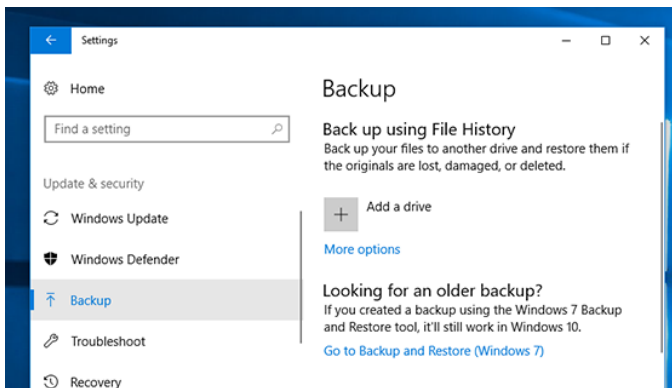 Settings
Home
Find a setting
Update & security
Windows Update
Windows Defender
Backup
Troubleshoot
Recovery
Backup
Back up using File History
Back up your files to another drive and restore them if
the originals are lost, damaged, or deleted.
Add a drive
More options
Looking for an older backup?
If you created a backup using the Windows 7 Backup
and Restore tool, it'll still work in Windows 10.
Go to Backup and Restore (Windows 7)